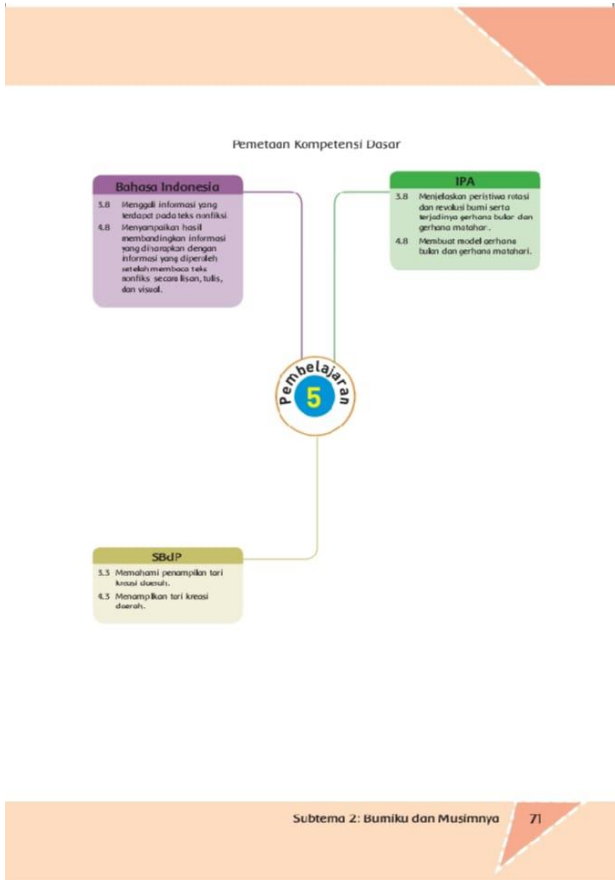 Pemetaan Kompetensi Dasar
Bahasa Indonesia
3.8 Menggali informasi yang
terdapat pada teks nonfiksi.
4.8 Menyampaikan hasil
membandingkan informasi
yang diharapkan dengan
informasi yang diperoleh
setelah membaca teks
nonfiksi secara lisan, tulis,
dan visual.
IPA
3.8 Menjelaskan peristiwa rotasi
dan revolusi bumi serta
terjadinya gerhana bulan dan
gerhana matahari.
4.8 Membuat model gerhana
bulan dan gerhana matahari.
Pembelajaran
5
SBdP
3.3 Memahami penampilan tari
kreasi daerah.
4.3 Menampilkan tari kreasi
daerah.
Subtema 2: Bumiku dan Musimnya 71